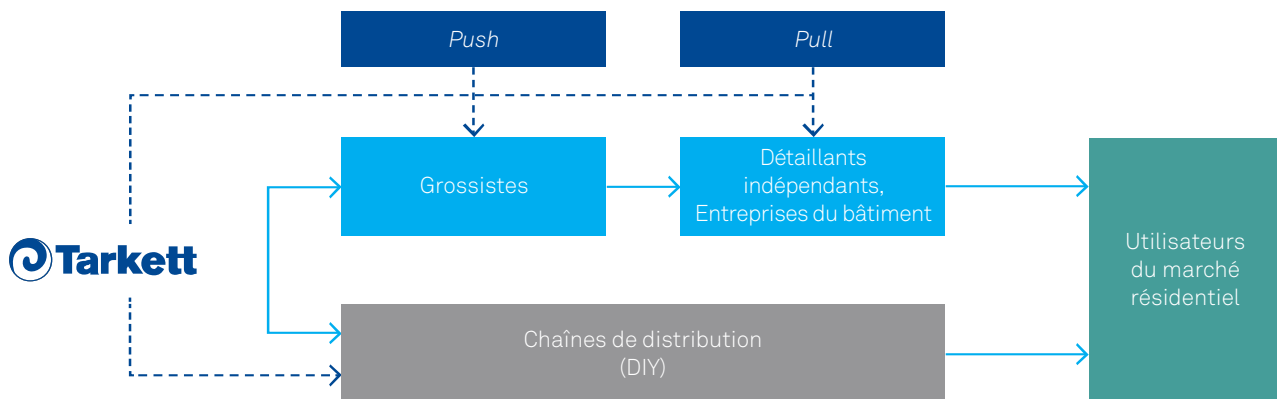 Push
Pull
Grossistes
Détaillants
indépendants,
Entreprises du bâtiment
Tarkett
Utilisateurs
du marché
résidentiel
Chaînes de distribution
(DIY)